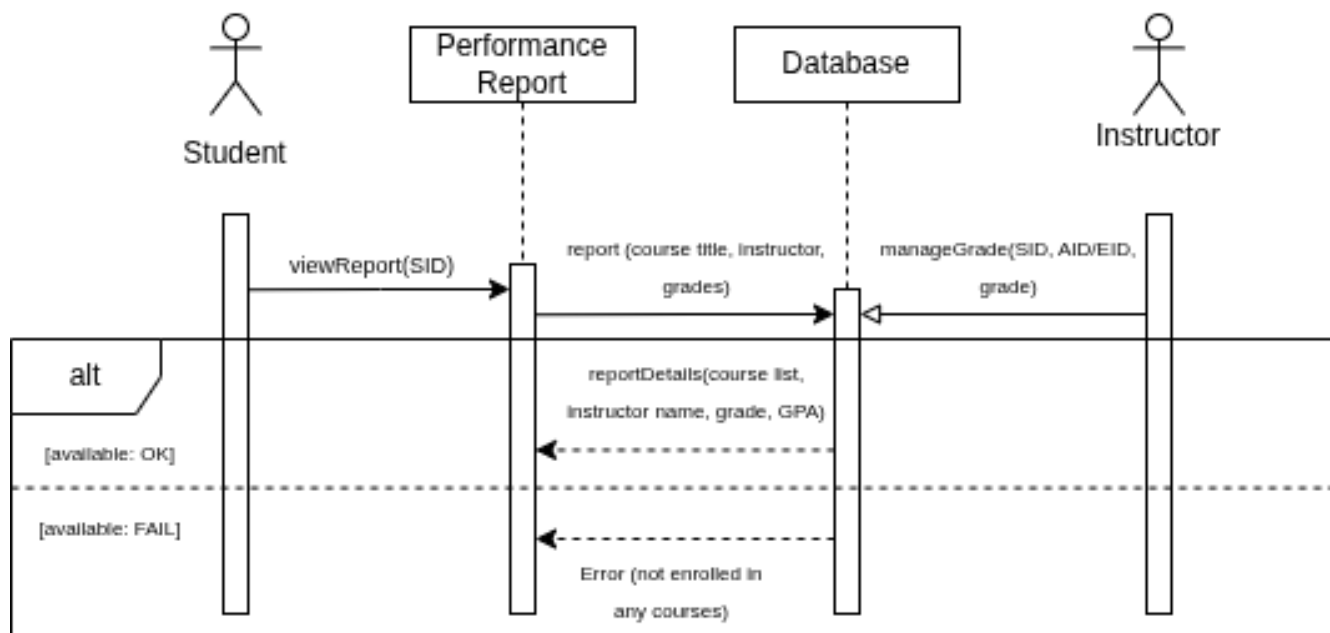 Performance
Report
Database
Student
Instructor
viewReport(SID)
report (course title, instructor,
grades)
manageGrade(SID, AID/EID,
grade)
alt
reportDetails(course list,
instructor name, grade, GPA)
[available: OK]
[available: FAIL]
Error (not enrolled in
any courses)